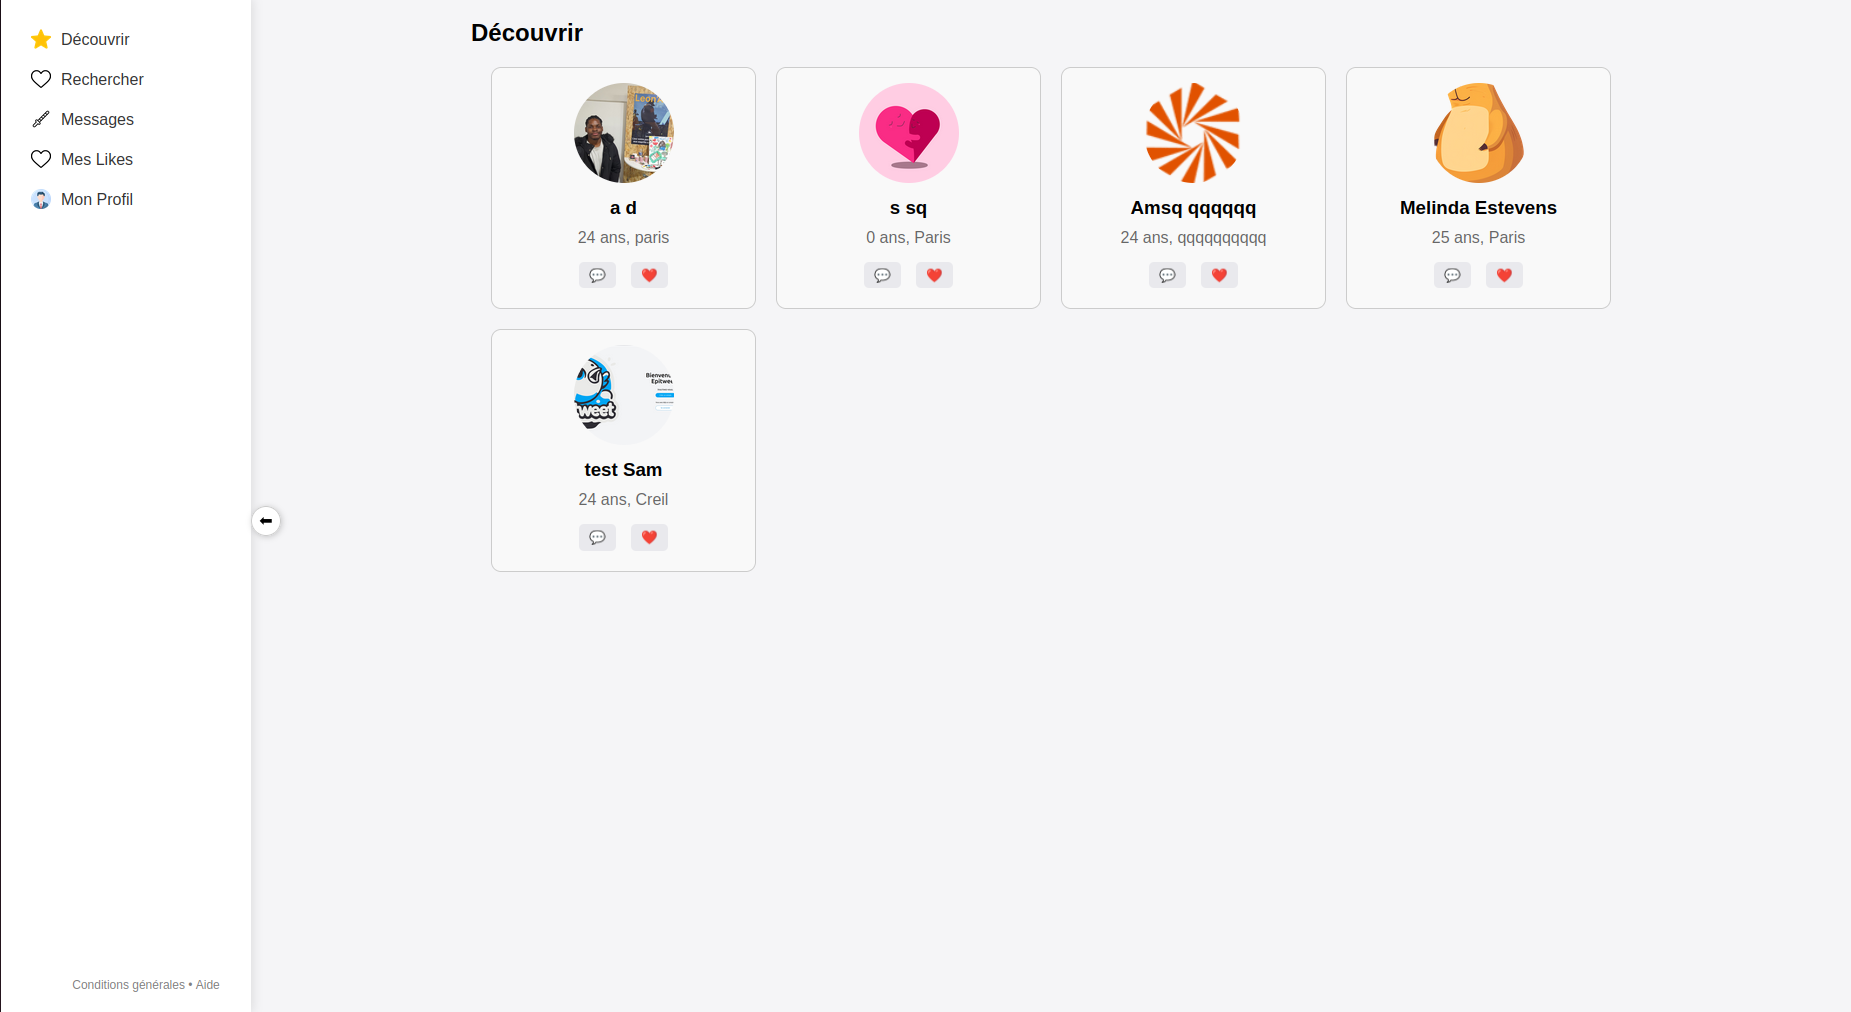 Découvrir
Rechercher
Messages
Mes Likes
Mon Profil
Conditions générales • Aide
Découvrir
a d
24 ans, paris
s sq
0 ans, Paris
Amsq qqqqqq
24 ans, qqqqqqqqqq
Melinda Estevens
25 ans, Paris
tweet
test Sam
24 ans, Creil